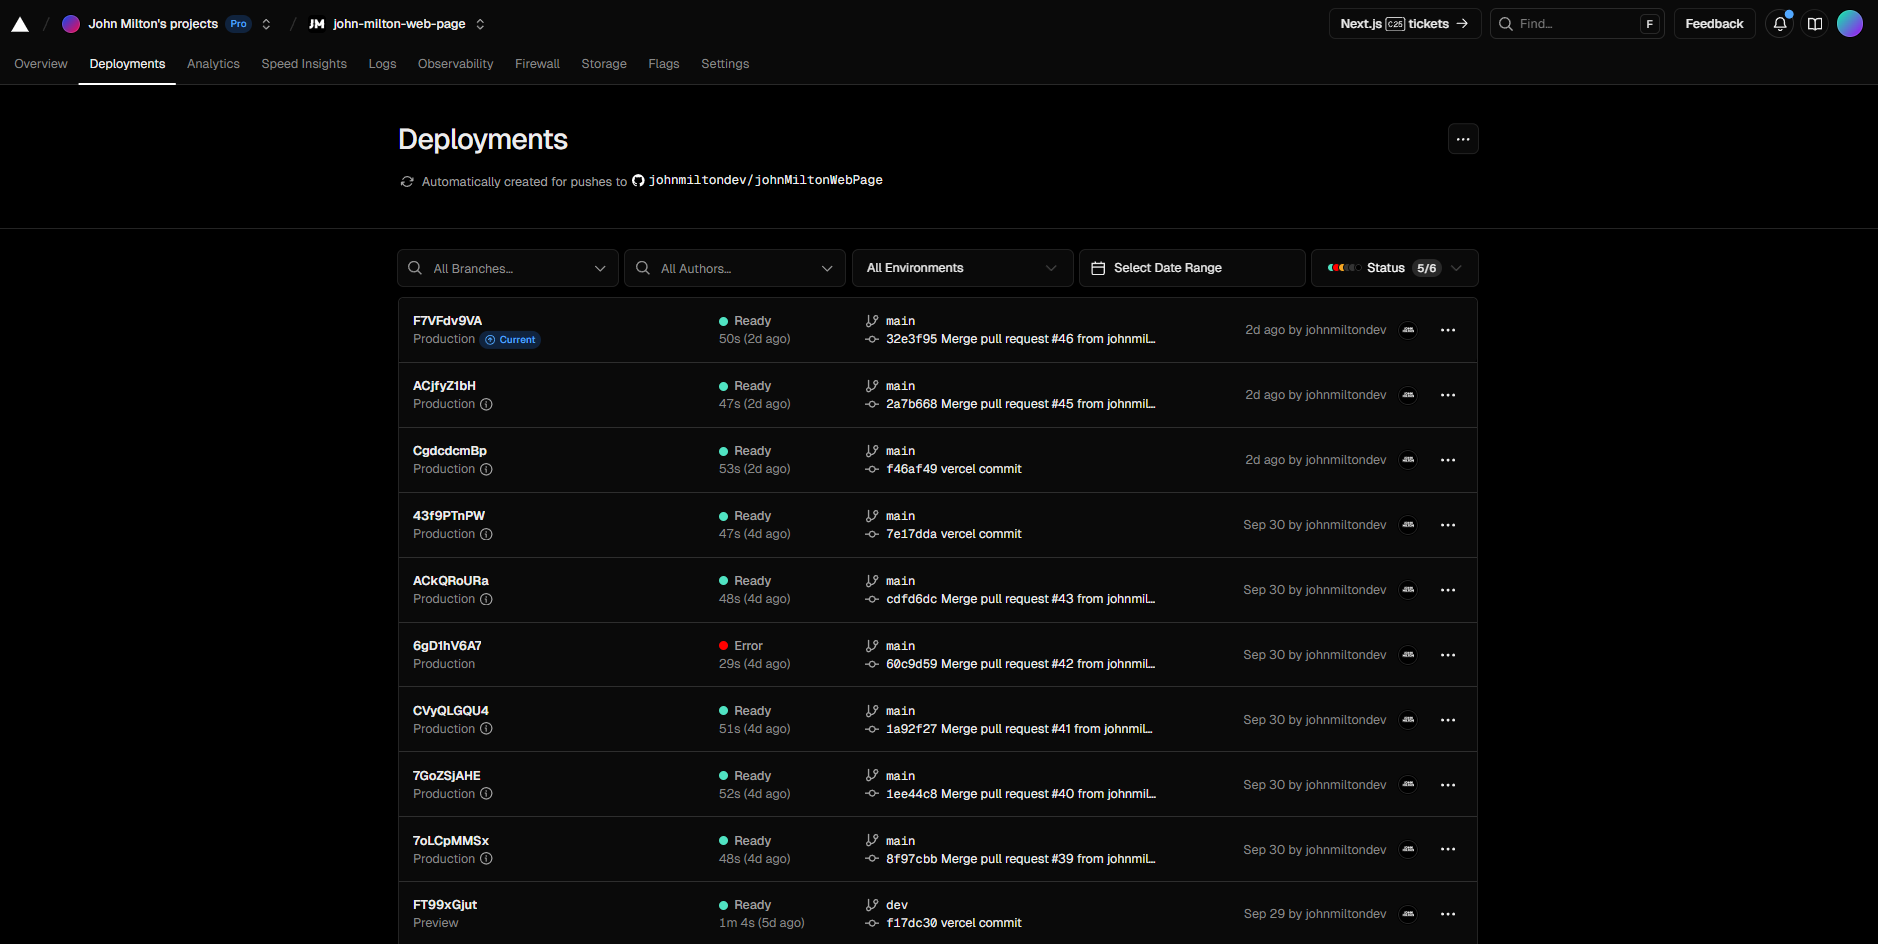 John Milton's projects Pro / JM john-milton-web-page
Next.js C25 tickets → Find... F Feedback
Overview Deployments Analytics Speed Insights Logs Observability Firewall Storage Flags Settings
Deployments
Automatically created for pushes to johnmiltondev/johnMiltonWebPage
All Branches... All Authors... All Environments Select Date Range Status 5/6
F7VFdv9VA Ready main
Production Current 50s (2d ago) 32e3f95 Merge pull request #46 from johnmil... 2d ago by johnmiltondev
ACjfyZ1bH Ready main
Production 47s (2d ago) 2a7b668 Merge pull request #45 from johnmil... 2d ago by johnmiltondev
CgdcdcmBp Ready main
Production 53s (2d ago) f46af49 vercel commit 2d ago by johnmiltondev
43f9PTnPW Ready main
Production 47s (4d ago) 7e17dda vercel commit Sep 30 by johnmiltondev
ACkQRoURa Ready main
Production 48s (4d ago) cdfd6dc Merge pull request #43 from johnmil... Sep 30 by johnmiltondev
6gD1hV6A7 Error main
Production 29s (4d ago) 60c9d59 Merge pull request #42 from johnmil... Sep 30 by johnmiltondev
CVyQLGQU4 Ready main
Production 51s (4d ago) 1a92f27 Merge pull request #41 from johnmil... Sep 30 by johnmiltondev
7GoZSjAHE Ready main
Production 52s (4d ago) 1ee44c8 Merge pull request #40 from johnmil... Sep 30 by johnmiltondev
7oLCpMMSx Ready main
Production 48s (4d ago) 8f97cbb Merge pull request #39 from johnmil... Sep 30 by johnmiltondev
FT99xGjut Ready dev
Preview 1m 4s (5d ago) f17dc30 vercel commit Sep 29 by johnmiltondev